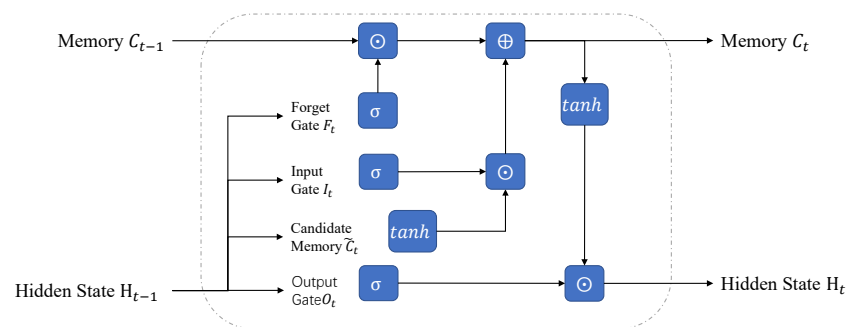 Memory C_{t−1}
⊙
⊕
Memory C_t
tanh
Forget
Gate F_t
σ
Input
Gate I_t
σ
⊙
Candidate
Memory C̃_t
tanh
Hidden State H_{t−1}
Output
GateO_t
σ
⊙
Hidden State H_t